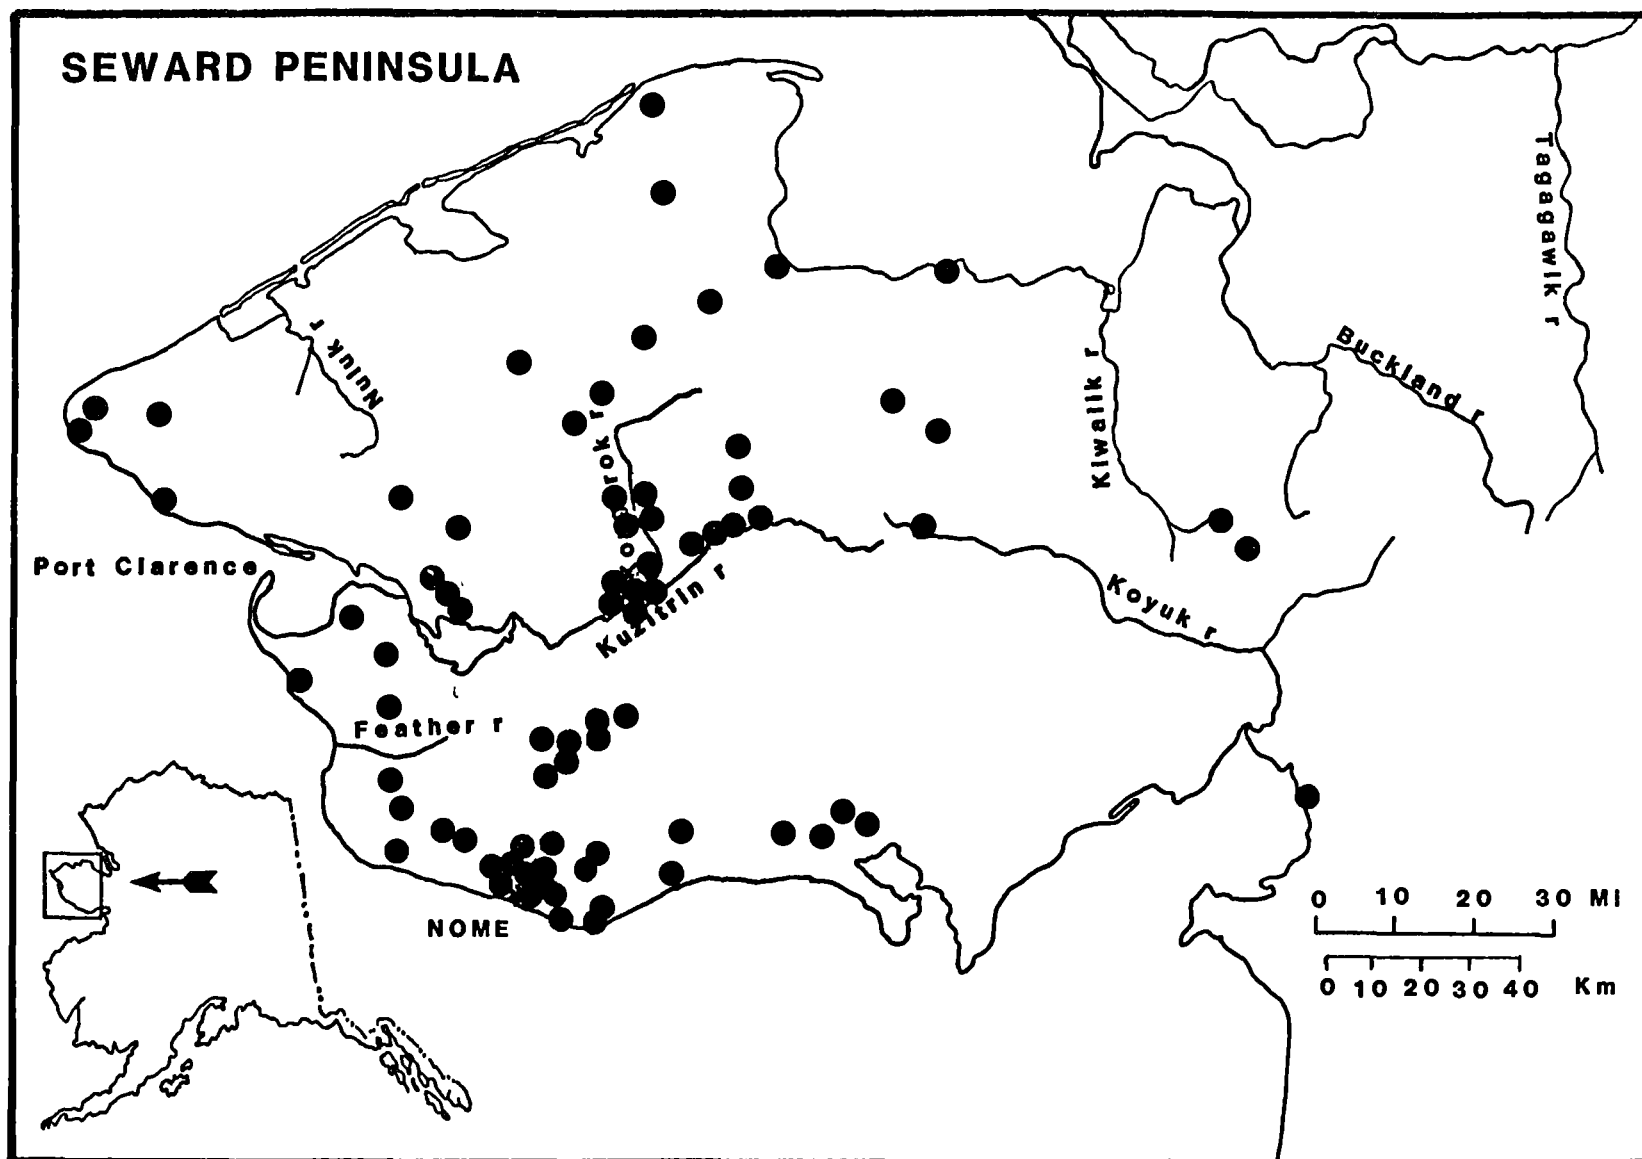 SEWARD PENINSULA
Tagagawik r
Nuluk r
Buckland r
Kiwalik r
rok r
Port Clarence
Kuzitrin r
Koyuk r
Feather r
NOME
0 10 20 30 MI
0 10 20 30 40 Km